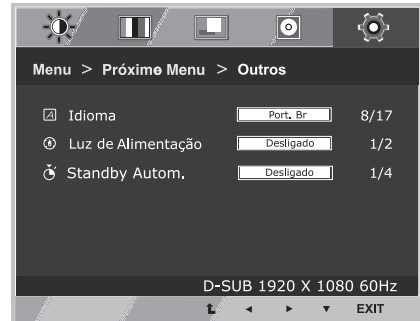 Menu > Próximo Menu > Outros
Idioma Port. Br 8/17
Luz de Alimentação Desligado 1/2
Standby Autom. Desligado 1/4
D-SUB 1920 X 1080 60Hz
EXIT